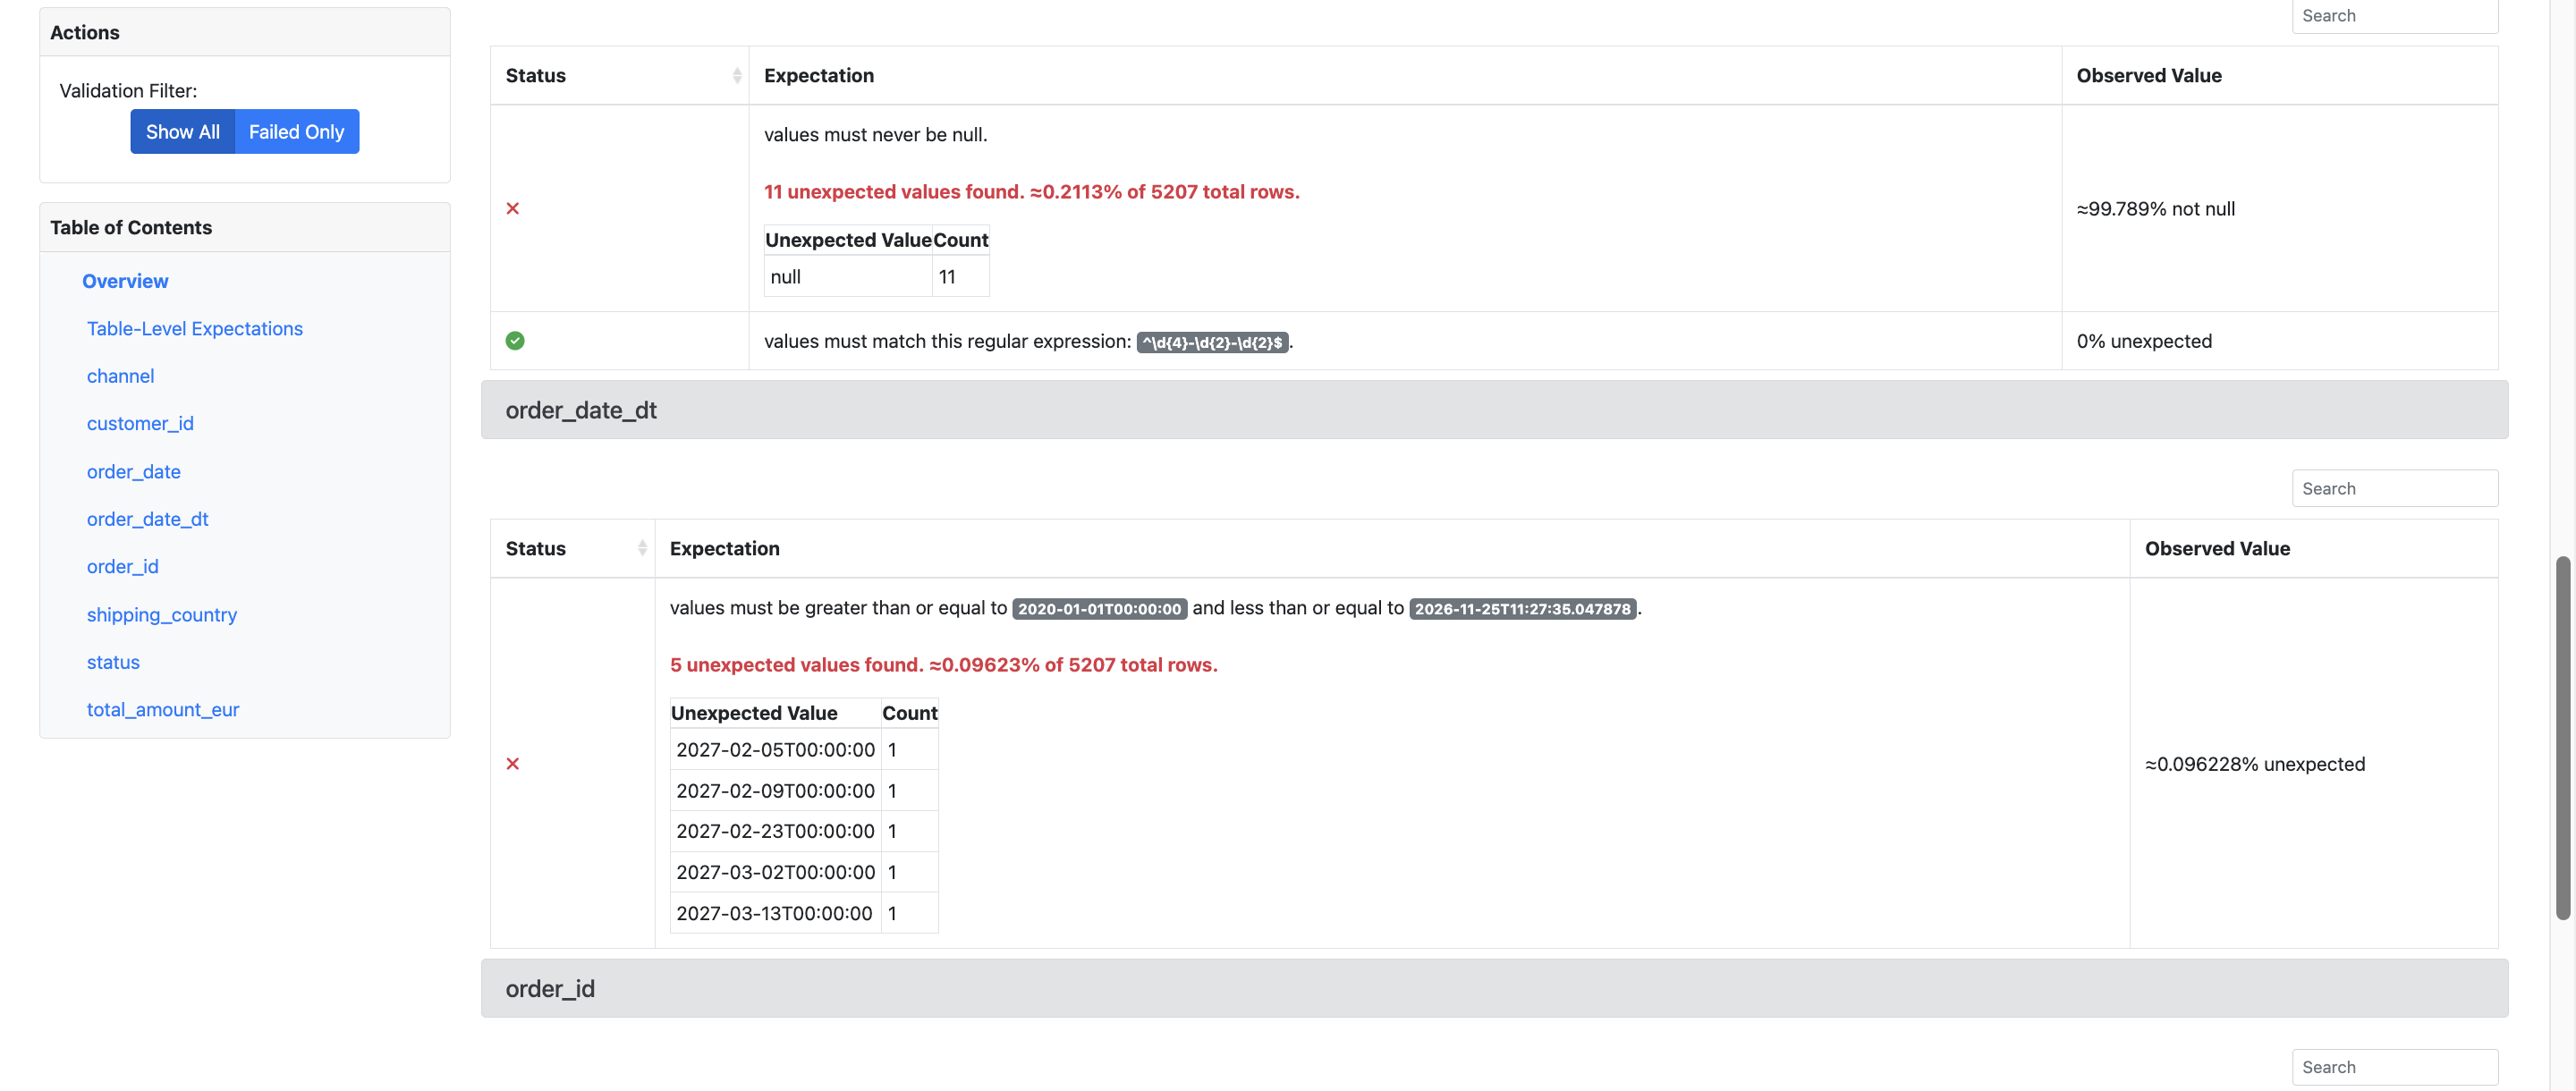 Actions
Validation Filter:
Show All Failed Only
Table of Contents
Overview
Table-Level Expectations
channel
customer_id
order_date
order_date_dt
order_id
shipping_country
status
total_amount_eur
Search
Status Expectation Observed Value
values must never be null.
11 unexpected values found. ≈0.2113% of 5207 total rows.
≈99.789% not null
Unexpected Value Count
null 11
values must match this regular expression: ^\d{4}-\d{2}-\d{2}$. 0% unexpected
order_date_dt
Search
Status Expectation Observed Value
values must be greater than or equal to 2020-01-01T00:00:00 and less than or equal to 2026-11-25T11:27:35.047878.
5 unexpected values found. ≈0.09623% of 5207 total rows.
Unexpected Value Count
2027-02-05T00:00:00 1
≈0.096228% unexpected
2027-02-09T00:00:00 1
2027-02-23T00:00:00 1
2027-03-02T00:00:00 1
2027-03-13T00:00:00 1
order_id
Search